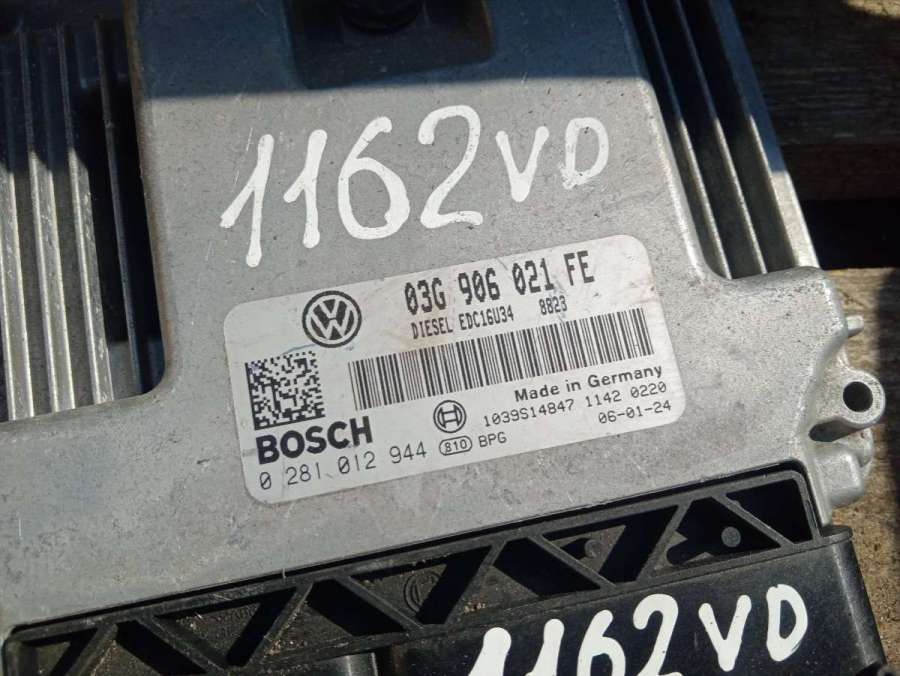 1162VD
03G 906 021 FE
DIESEL EDC16U34 8823
Made in Germany
BOSCH
1039S14847 1142 0220
0 281 012 944 810 BPG 06-01-24
1162VD